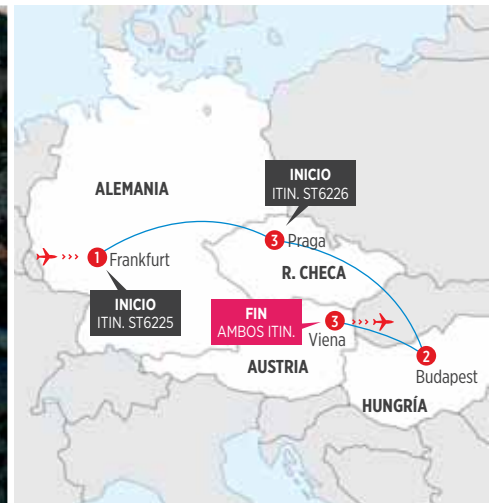 ALEMANIA
INICIO
ITIN. ST6226
3 Praga
1 Frankfurt
R. CHECA
INICIO
ITIN. ST6225
FIN
AMBOS ITIN.
3
Viena
2
Budapest
AUSTRIA
HUNGRÍA